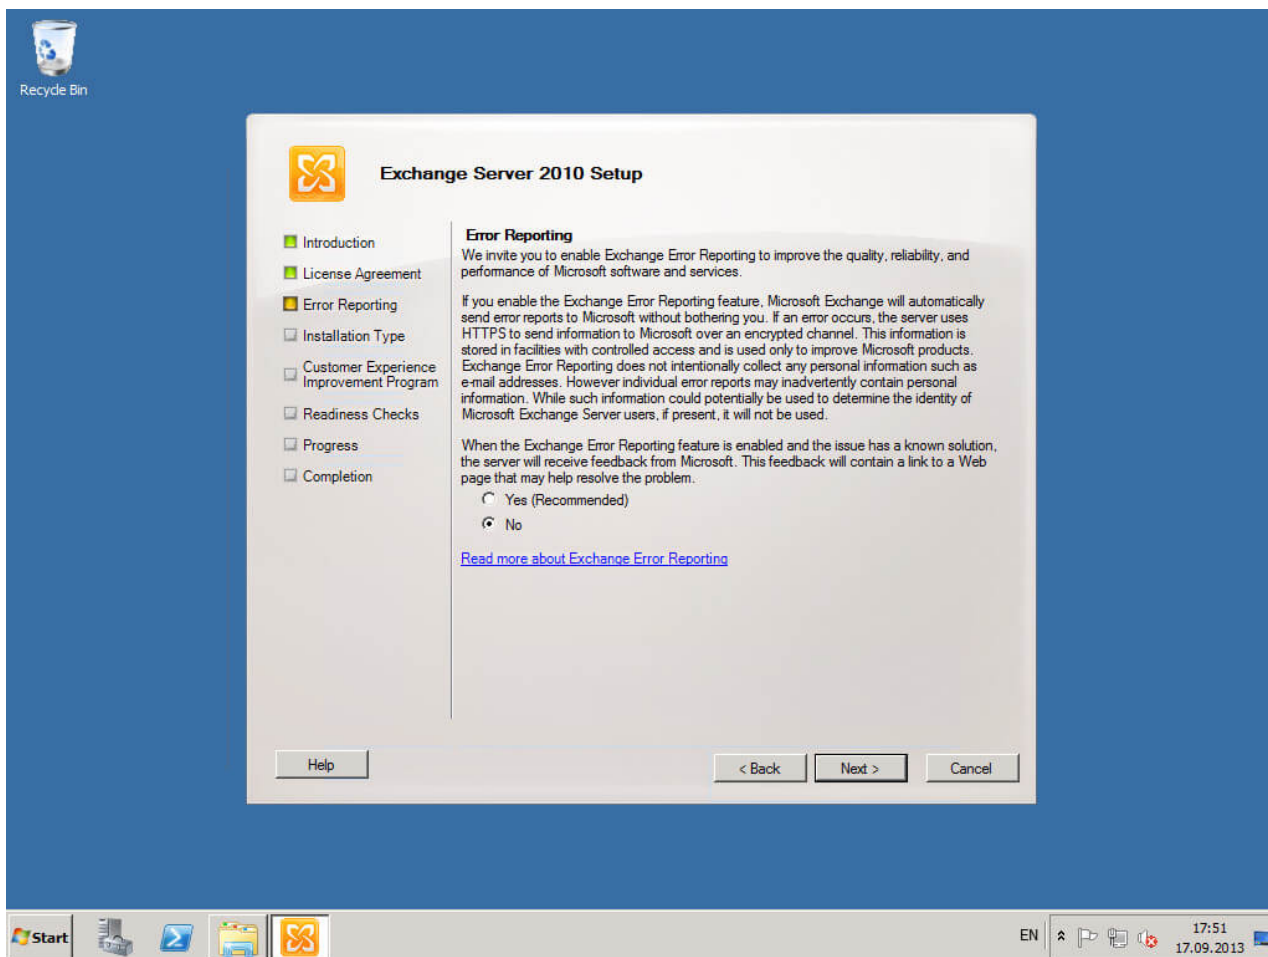 Recycle Bin
Exchange Server 2010 Setup
Introduction
License Agreement
Error Reporting
Installation Type
Customer Experience
Improvement Program
Readiness Checks
Progress
Completion
Error Reporting
We invite you to enable Exchange Error Reporting to improve the quality, reliability, and
performance of Microsoft software and services.
If you enable the Exchange Error Reporting feature, Microsoft Exchange will automatically
send error reports to Microsoft without bothering you. If an error occurs, the server uses
HTTPS to send information to Microsoft over an encrypted channel. This information is
stored in facilities with controlled access and is used only to improve Microsoft products.
Exchange Error Reporting does not intentionally collect any personal information such as
e-mail addresses. However individual error reports may inadvertently contain personal
information. While such information could potentially be used to determine the identity of
Microsoft Exchange Server users, if present, it will not be used.
When the Exchange Error Reporting feature is enabled and the issue has a known solution,
the server will receive feedback from Microsoft. This feedback will contain a link to a Web
page that may help resolve the problem.
Yes (Recommended)
No
Read more about Exchange Error Reporting
Help
< Back
Next >
Cancel
Start
EN
17:51
17.09.2013